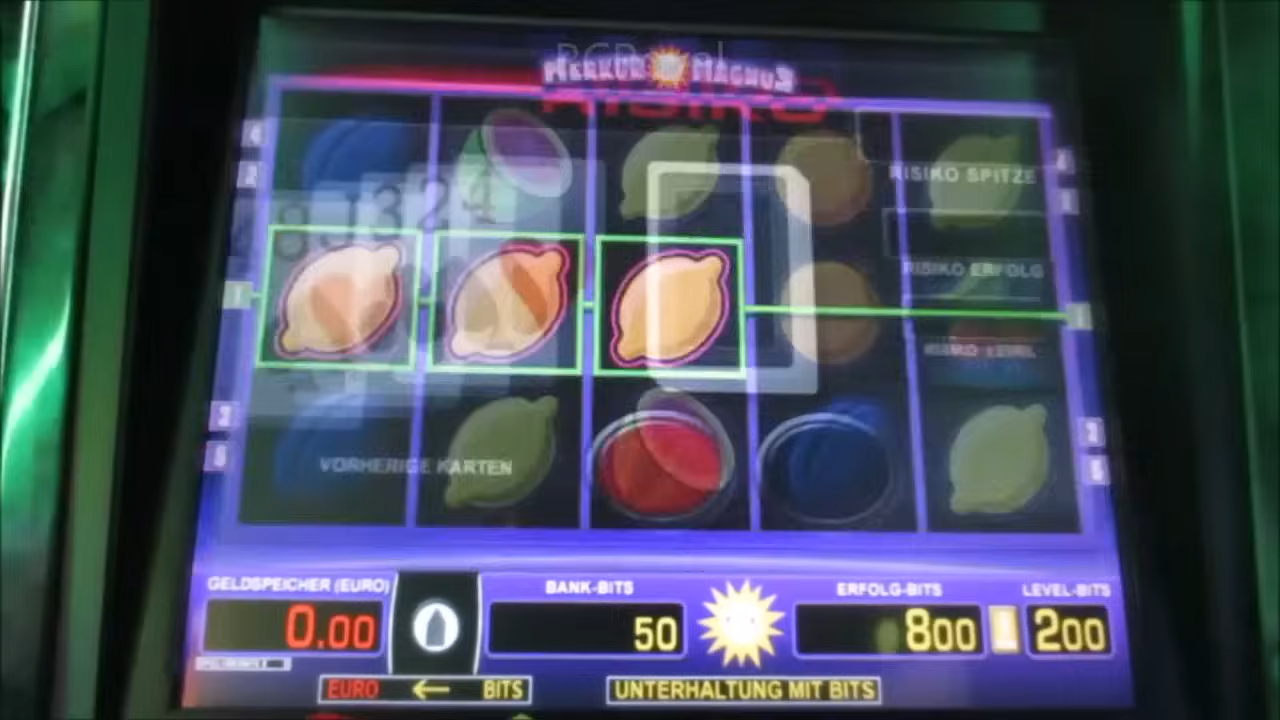 MERKUR MAGNUS
RISIKO
RISIKO SPITZE
RISIKO ERFOLG
VORHERIGE KARTEN
GELDSPEICHER (EURO) BANK-BITS ERFOLG-BITS LEVEL-BITS
0.00 50 800 200
EURO ← BITS UNTERHALTUNG MIT BITS